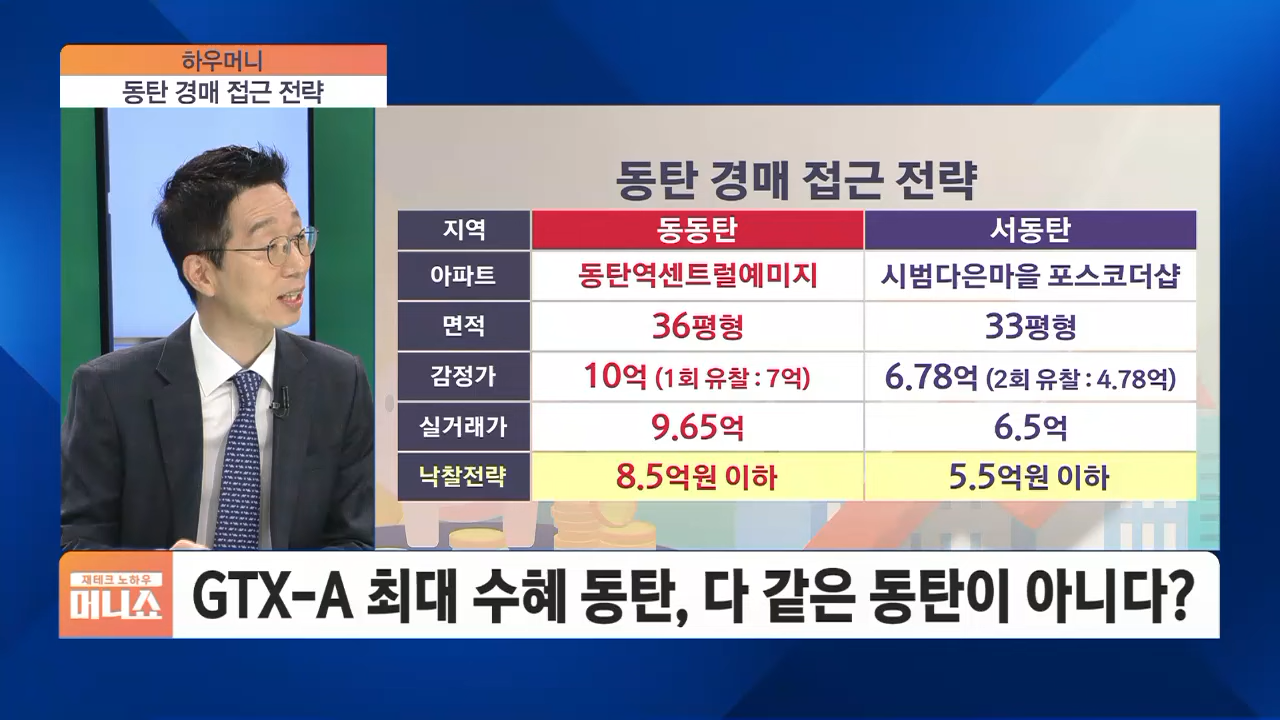 하우머니
동탄 경매 접근 전략
동탄 경매 접근 전략
지역 동동탄 서동탄
아파트 동탄역센트럴예미지 시범다은마을 포스코더샵
면적 36평형 33평형
감정가 10억 (1회 유찰 : 7억) 6.78억 (2회 유찰 : 4.78억)
실거래가 9.65억 6.5억
낙찰전략 8.5억원 이하 5.5억원 이하
재테크 노하우
머니쇼
GTX-A 최대 수혜 동탄, 다 같은 동탄이 아니다?